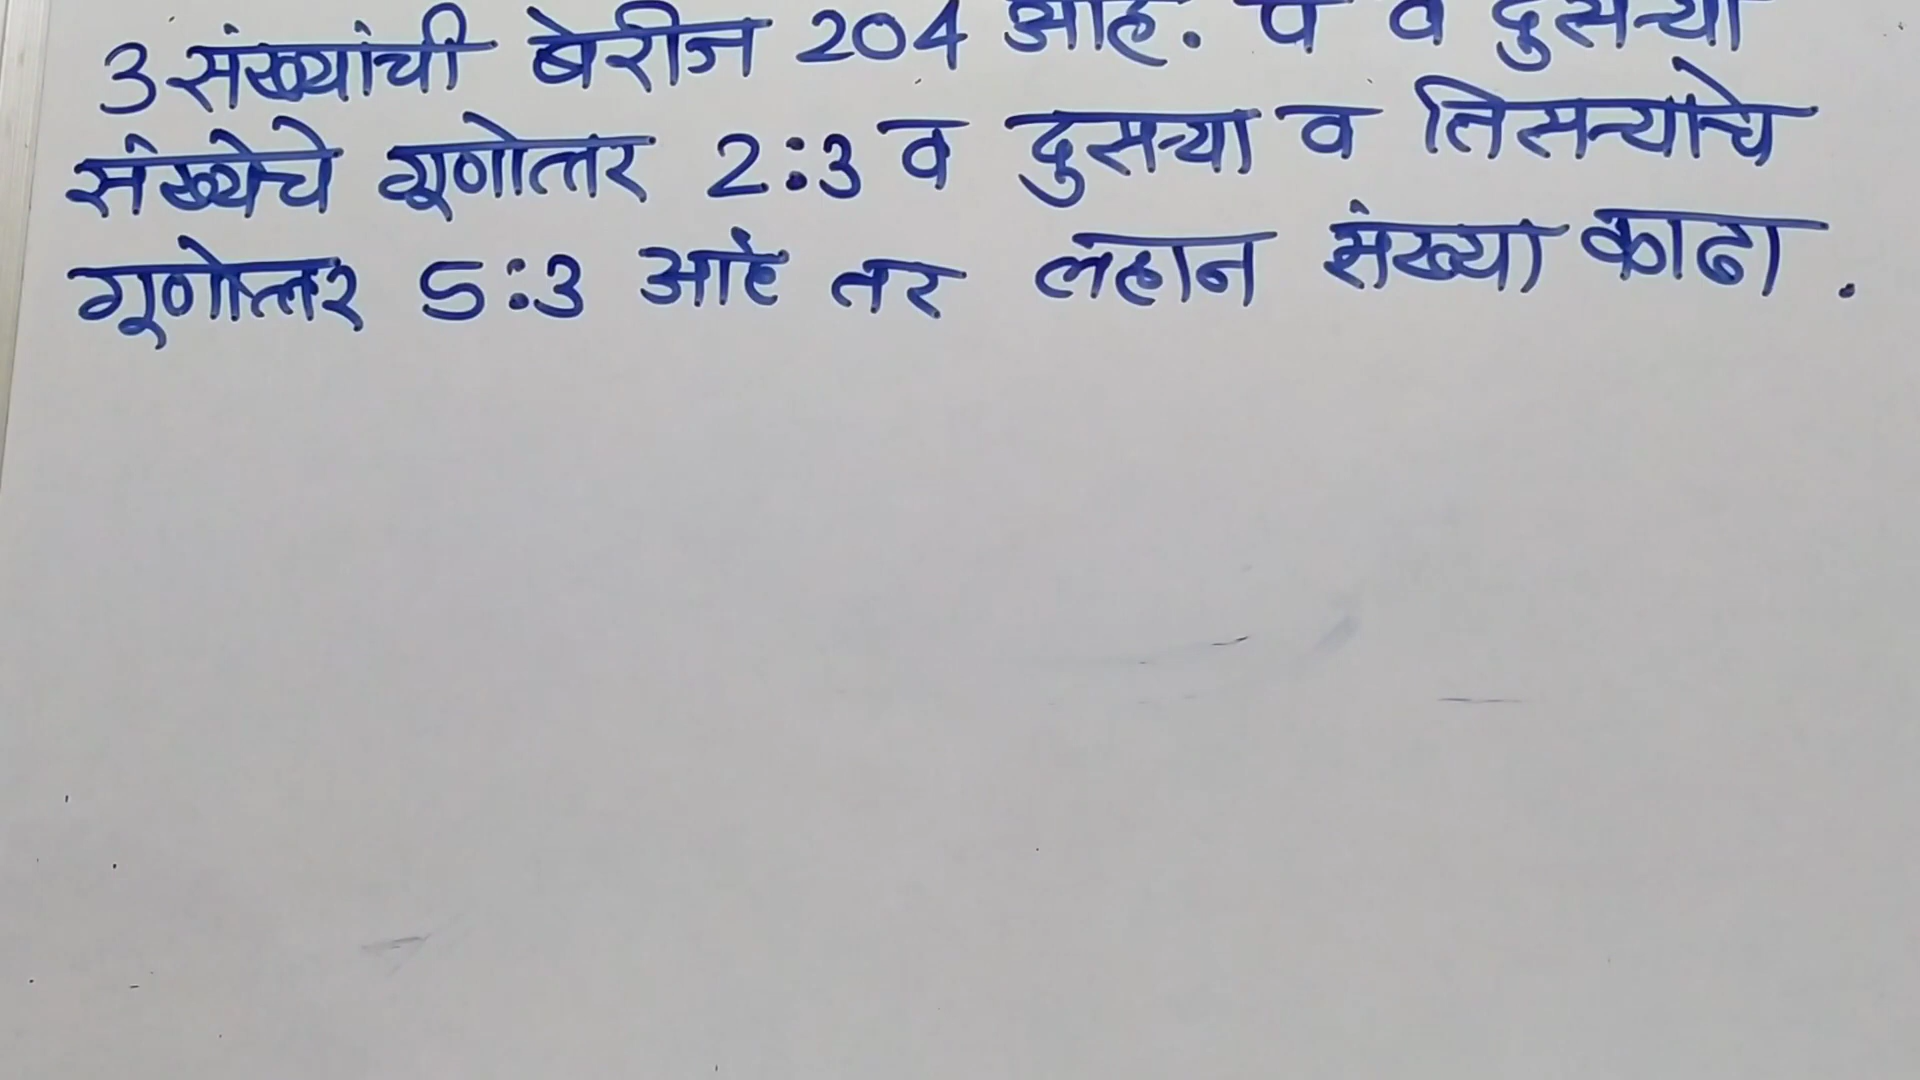 3 संख्यांची बेरीज 204 आहे. प व दुसऱ्या
संख्येचे गूणोत्तर 2:3 व दुसऱ्या व तिसऱ्याचे
गूणोत्तर 5:3 आहे तर लहान संख्या काढा.